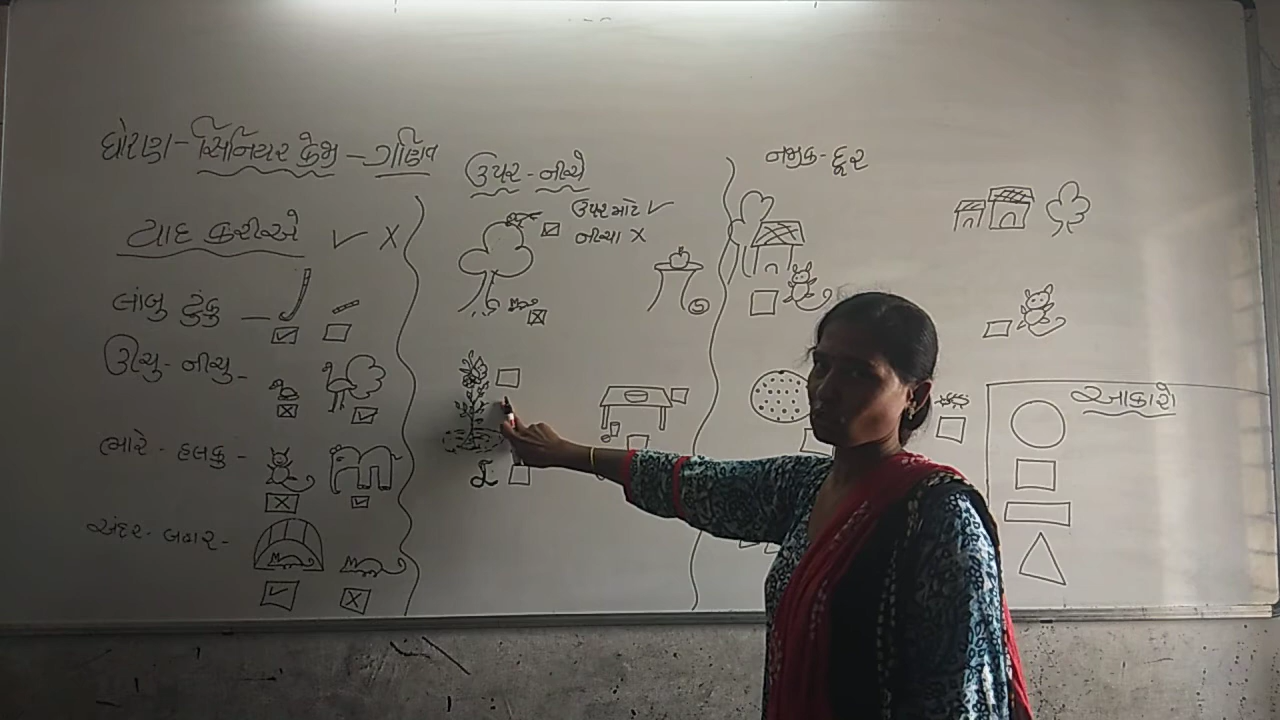 ધોરણ - સિનિયર કેજી - ગણિત
યાદ કરીએ ✓ X
લાંબુ ટુંકુ -
ઊંચુ - નીચુ -
ભારે - હલકુ -
અંદર - બહાર -
ઉપર - નીચે
ઉપર માટે ✓
નીચા X
નજીક - દૂર
આકારો